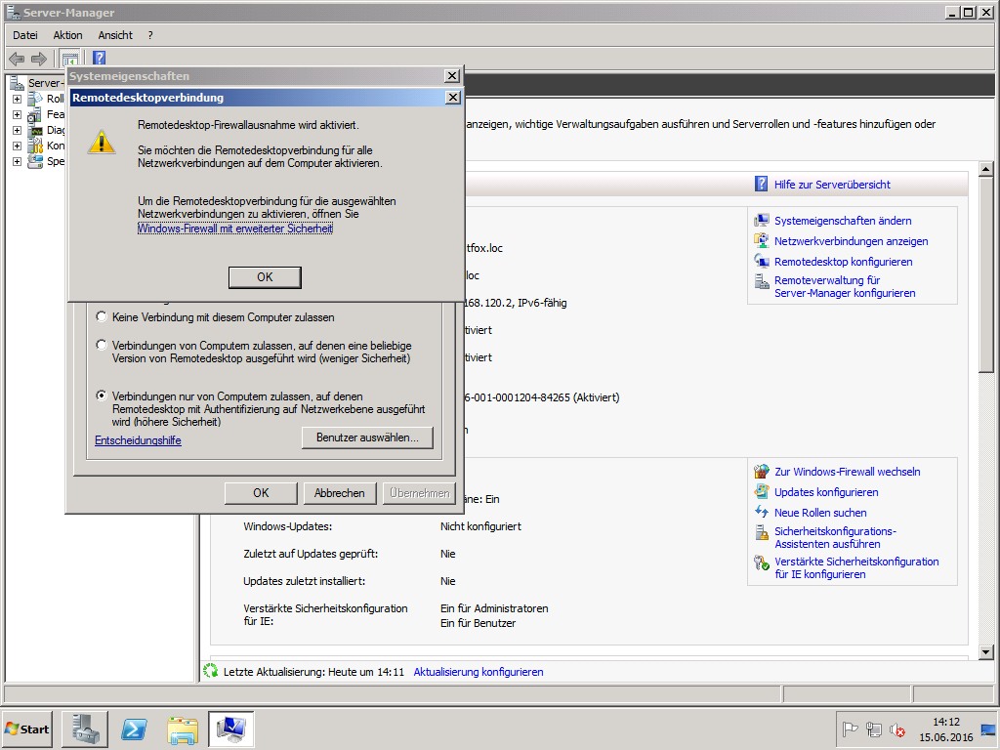 Server-Manager
Datei Aktion Ansicht ?
Systemeigenschaften
Remotedesktopverbindung
Remotedesktop-Firewallausnahme wird aktiviert.
Sie möchten die Remotedesktopverbindung für alle
Netzwerkverbindungen auf dem Computer aktivieren.
Um die Remotedesktopverbindung für die ausgewählten
Netzwerkverbindungen zu aktivieren, öffnen Sie
Windows-Firewall mit erweiterter Sicherheit
OK
Keine Verbindung mit diesem Computer zulassen
Verbindungen von Computern zulassen, auf denen eine beliebige
Version von Remotedesktop ausgeführt wird (weniger Sicherheit)
Verbindungen nur von Computern zulassen, auf denen
Remotedesktop mit Authentifizierung auf Netzwerkebene ausgeführt
wird (höhere Sicherheit)
Entscheidungshilfe
Benutzer auswählen...
OK Abbrechen Übernehmen
Server-
Roll
Fea
Diag
Kon
Spe
anzeigen, wichtige Verwaltungsaufgaben ausführen und Serverrollen und -features hinzufügen oder
Hilfe zur Serverübersicht
tfox.loc
loc
168.120.2, IPv6-fähig
tiviert
tiviert
6-001-0001204-84265 (Aktiviert)
Systemeigenschaften ändern
Netzwerkverbindungen anzeigen
Remotedesktop konfigurieren
Remoteverwaltung für
Server-Manager konfigurieren
äne: Ein
Windows-Updates: Nicht konfiguriert
Zuletzt auf Updates geprüft: Nie
Updates zuletzt installiert: Nie
Verstärkte Sicherheitskonfiguration Ein für Administratoren
für IE: Ein für Benutzer
Zur Windows-Firewall wechseln
Updates konfigurieren
Neue Rollen suchen
Sicherheitskonfigurations-
Assistenten ausführen
Verstärkte Sicherheitskonfiguration
für IE konfigurieren
Letzte Aktualisierung: Heute um 14:11 Aktualisierung konfigurieren
Start
14:12
15.06.2016